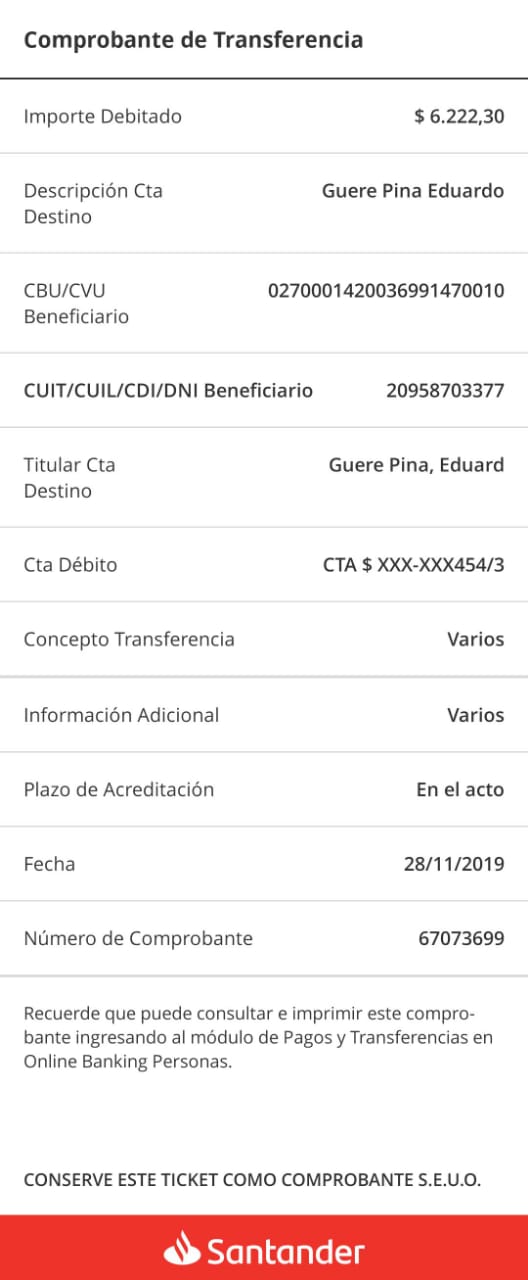 Comprobante de Transferencia
Importe Debitado $ 6.222,30
Descripción Cta Guere Pina Eduardo
Destino
CBU/CVU 0270001420036991470010
Beneficiario
CUIT/CUIL/CDI/DNI Beneficiario 20958703377
Titular Cta Guere Pina, Eduard
Destino
Cta Débito CTA $ XXX-XXX454/3
Concepto Transferencia Varios
Información Adicional Varios
Plazo de Acreditación En el acto
Fecha 28/11/2019
Número de Comprobante 67073699
Recuerde que puede consultar e imprimir este compro-
bante ingresando al módulo de Pagos y Transferencias en
Online Banking Personas.
CONSERVE ESTE TICKET COMO COMPROBANTE S.E.U.O.
Santander